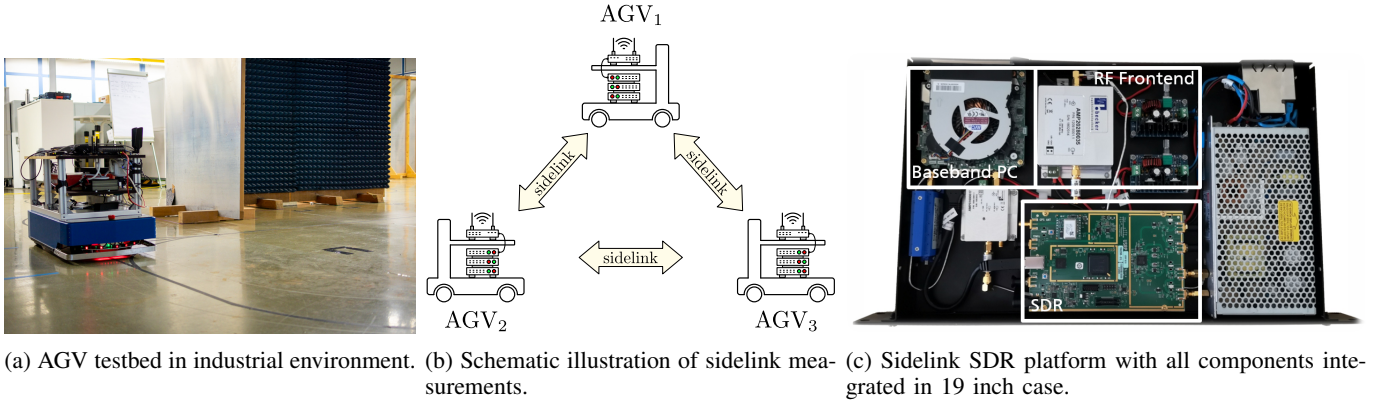 AGV1
sidelink
sidelink
sidelink
AGV2
AGV3
RF Frontend
Baseband PC
SDR
(a) AGV testbed in industrial environment.
(b) Schematic illustration of sidelink mea-
surements.
(c) Sidelink SDR platform with all components inte-
grated in 19 inch case.